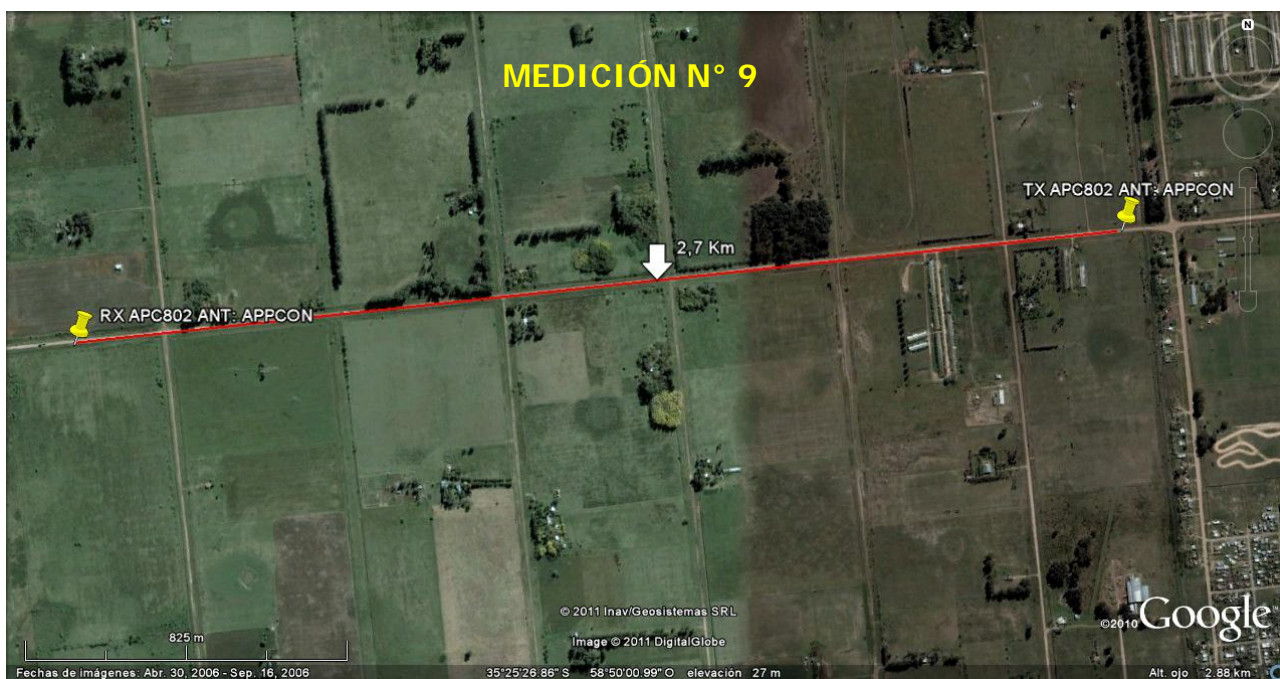 MEDICIÓN N° 9
N
TX APC802 ANT: APPCON
2,7 Km
RX APC802 ANT: APPCON
© 2011 Inav/Geosistemas SRL
825 m
Image © 2011 DigitalGlobe
©2010 Google
Fechas de imágenes: Abr. 30, 2006 - Sep. 16, 2006 35°25'26.86" S 58°50'00.99" O elevación 27 m Alt. ojo 2.88 km